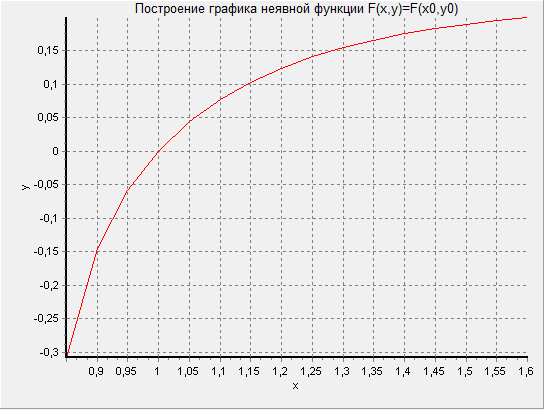 Построение графика неявной функции F(x,y)=F(x0,y0)
0,15
0,1
0,05
0
-0,05
-0,1
-0,15
-0,2
-0,25
-0,3
y
0,9 0,95 1 1,05 1,1 1,15 1,2 1,25 1,3 1,35 1,4 1,45 1,5 1,55 1,6
x